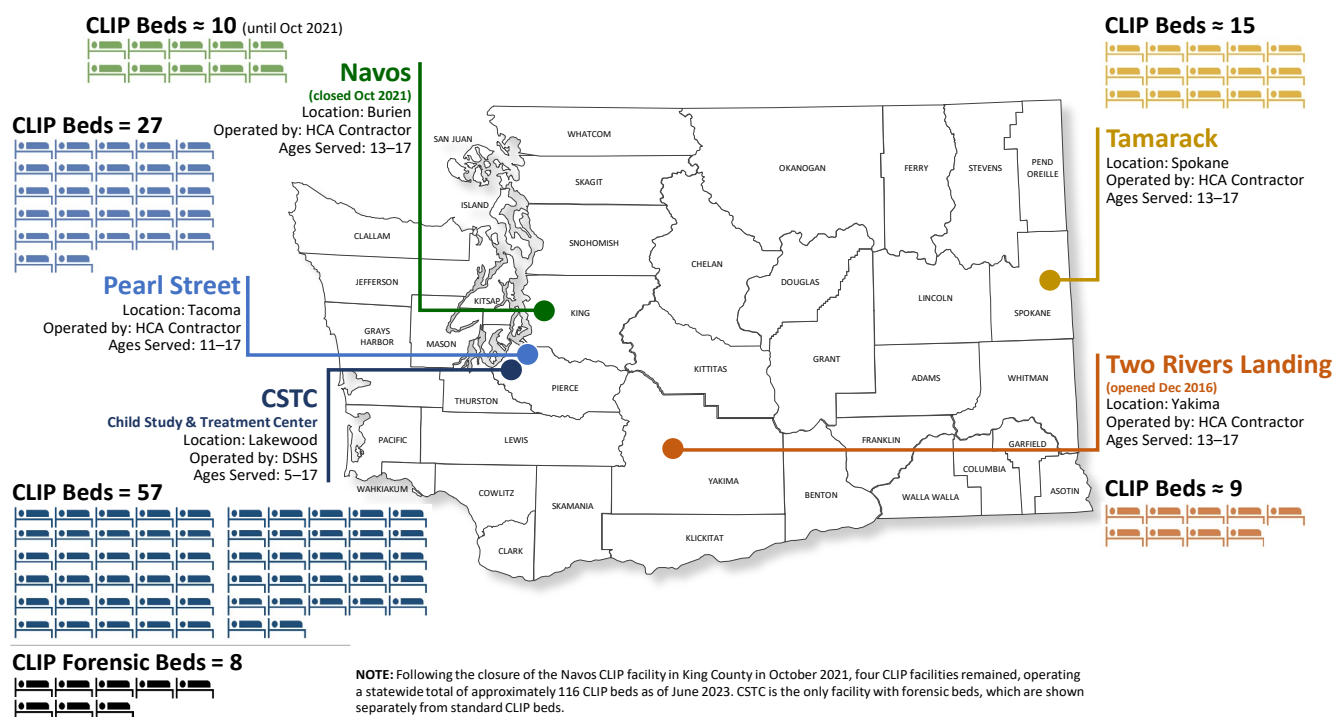 CLIP Beds ≈ 10 (until Oct 2021)
Navos
(closed Oct 2021)
Location: Burien
Operated by: HCA Contractor
Ages Served: 13–17
CLIP Beds ≈ 15
Tamarack
Location: Spokane
Operated by: HCA Contractor
Ages Served: 13–17
CLIP Beds = 27
Pearl Street
Location: Tacoma
Operated by: HCA Contractor
Ages Served: 11–17
CSTC
Child Study & Treatment Center
Location: Lakewood
Operated by: DSHS
Ages Served: 5–17
CLIP Beds = 57
CLIP Forensic Beds = 8
Two Rivers Landing
(opened Dec 2016)
Location: Yakima
Operated by: HCA Contractor
Ages Served: 13–17
CLIP Beds ≈ 9
SAN JUAN
WHATCOM
SKAGIT
ISLAND
SNOHOMISH
CLALLAM
JEFFERSON
KITSAP
KING
GRAYS
HARBOR
MASON
PIERCE
THURSTON
PACIFIC
LEWIS
WAHKIAKUM
COWLITZ
SKAMANIA
CLARK
OKANOGAN
FERRY
STEVENS
PEND
OREILLE
CHELAN
DOUGLAS
LINCOLN
SPOKANE
KITTITAS
GRANT
ADAMS
WHITMAN
FRANKLIN
GARFIELD
COLUMBIA
YAKIMA
BENTON
WALLA WALLA
ASOTIN
KLICKITAT
NOTE: Following the closure of the Navos CLIP facility in King County in October 2021, four CLIP facilities remained, operating
a statewide total of approximately 116 CLIP beds as of June 2023. CSTC is the only facility with forensic beds, which are shown
separately from standard CLIP beds.